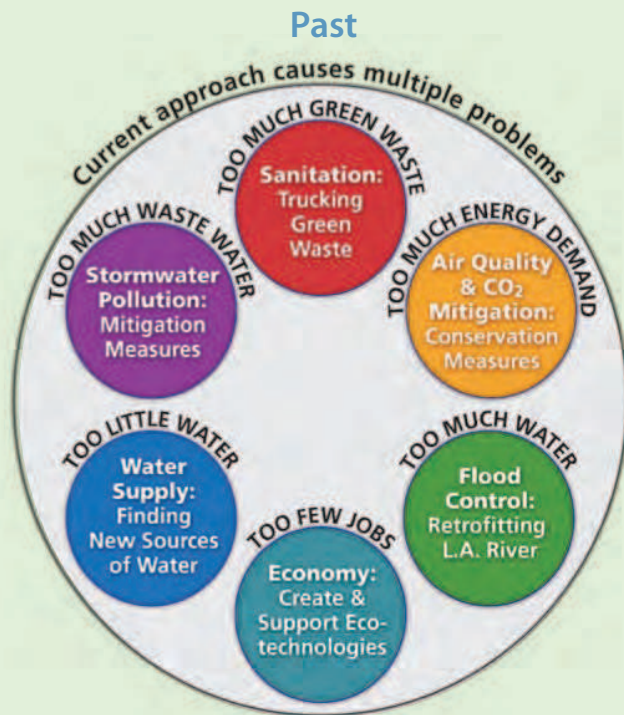 Past
Current approach causes multiple problems
TOO MUCH GREEN WASTE
Sanitation:
Trucking
Green
Waste
TOO MUCH ENERGY DEMAND
Air Quality
& CO₂
Mitigation:
Conservation
Measures
TOO MUCH WATER
Flood
Control:
Retrofitting
L.A. River
TOO FEW JOBS
Economy:
Create &
Support Eco-
technologies
TOO LITTLE WATER
Water
Supply:
Finding
New Sources
of Water
TOO MUCH WASTE WATER
Stormwater
Pollution:
Mitigation
Measures